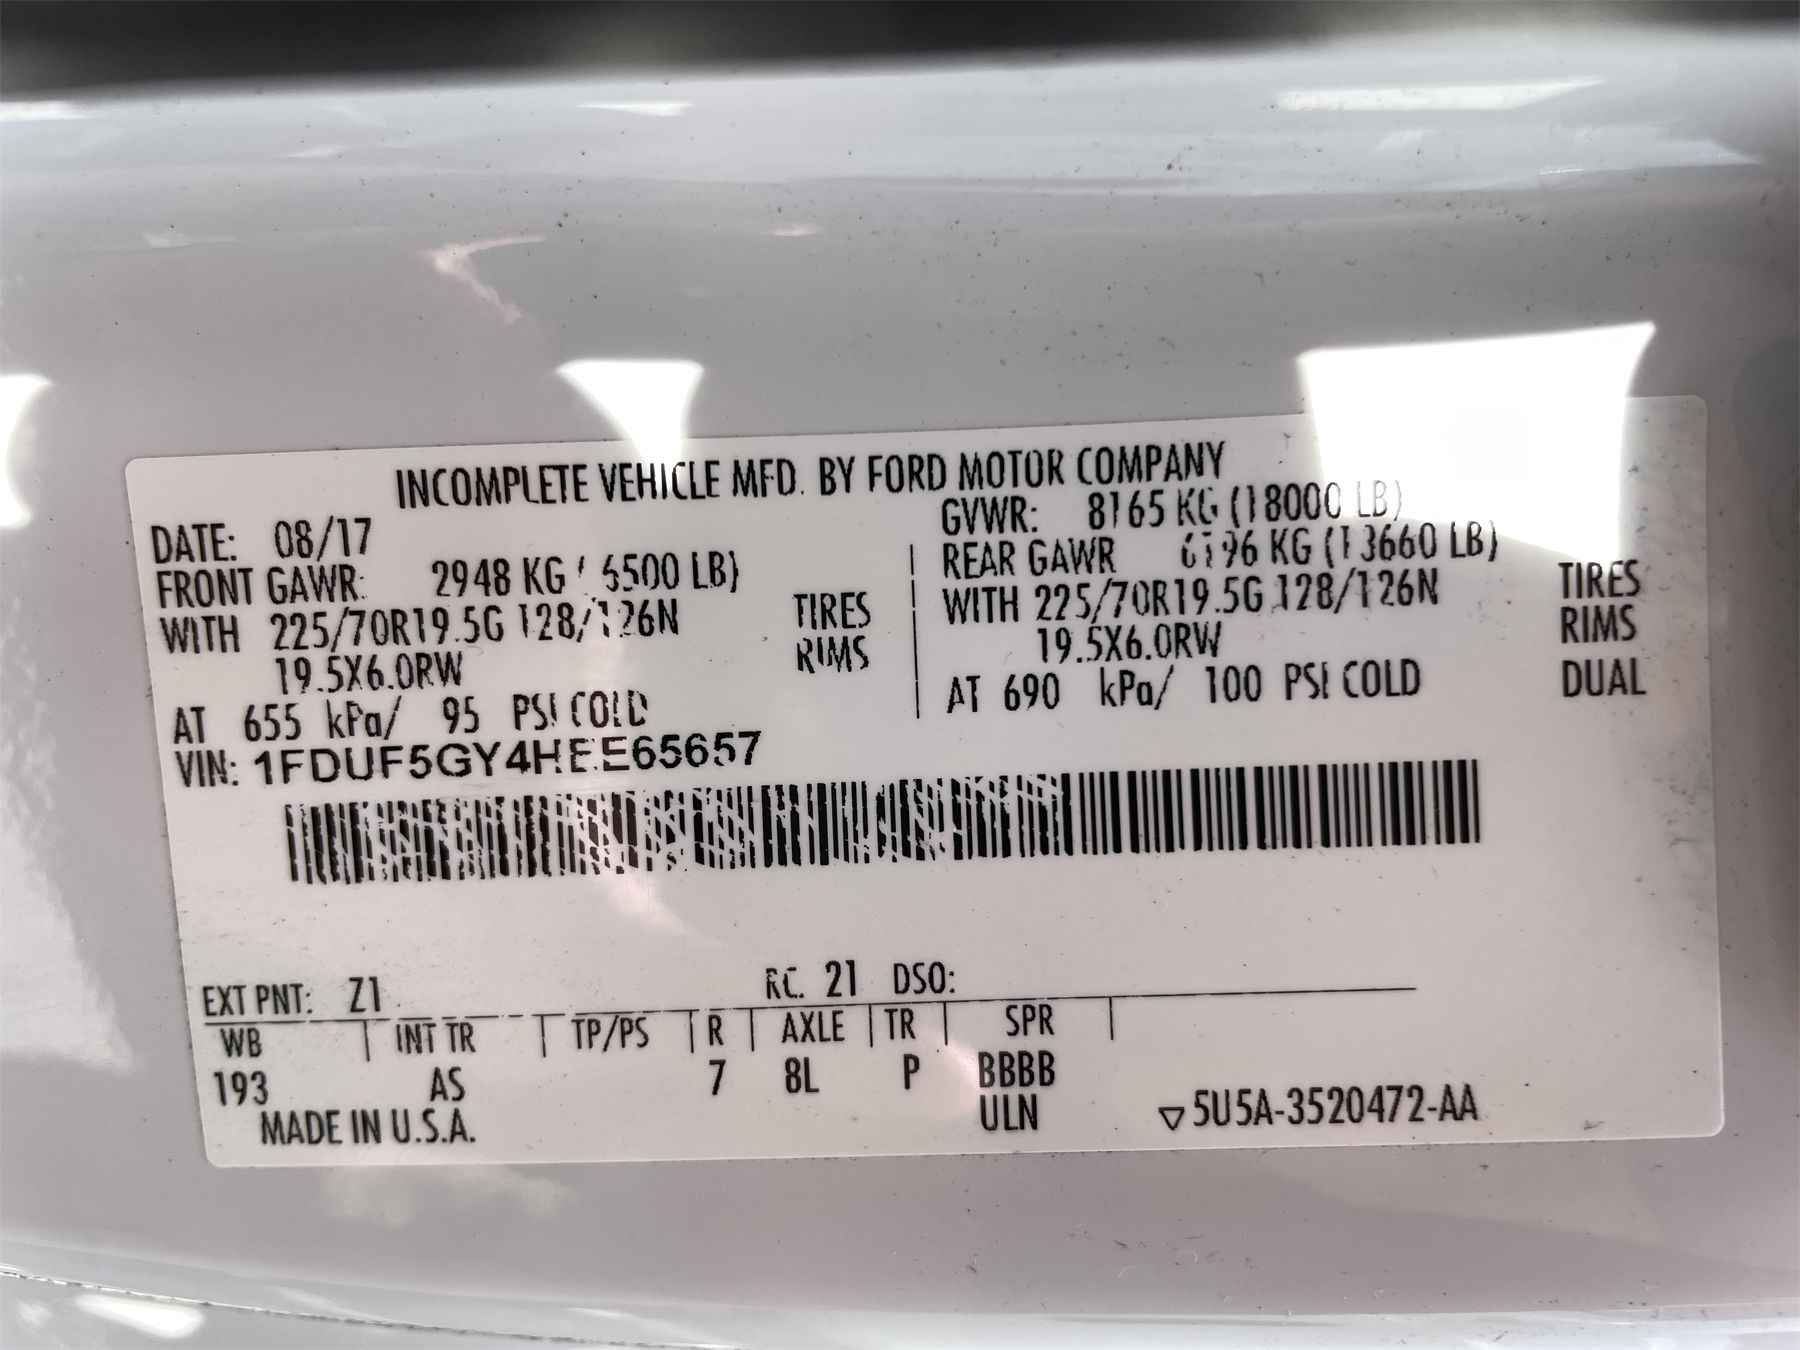 INCOMPLETE VEHICLE MFD. BY FORD MOTOR COMPANY
DATE: 08/17
GVWR: 8165 KG (18000 LB)
FRONT GAWR: 2948 KG ( 6500 LB)
REAR GAWR 6196 KG (13660 LB)
WITH 225/70R19.5G 128/126N TIRES
WITH 225/70R19.5G 128/126N TIRES
19.5X6.0RW RIMS
19.5X6.0RW RIMS
AT 655 kPa/ 95 PSI COLD
AT 690 kPa/ 100 PSI COLD DUAL
VIN: 1FDUF5GY4HEE65657
EXT PNT: Z1 RC: 21 DSO:
WB | INT TR | TP/PS | R | AXLE | TR | SPR |
193 AS 7 8L P BBBB
MADE IN U.S.A. ULN ▽5U5A-3520472-AA